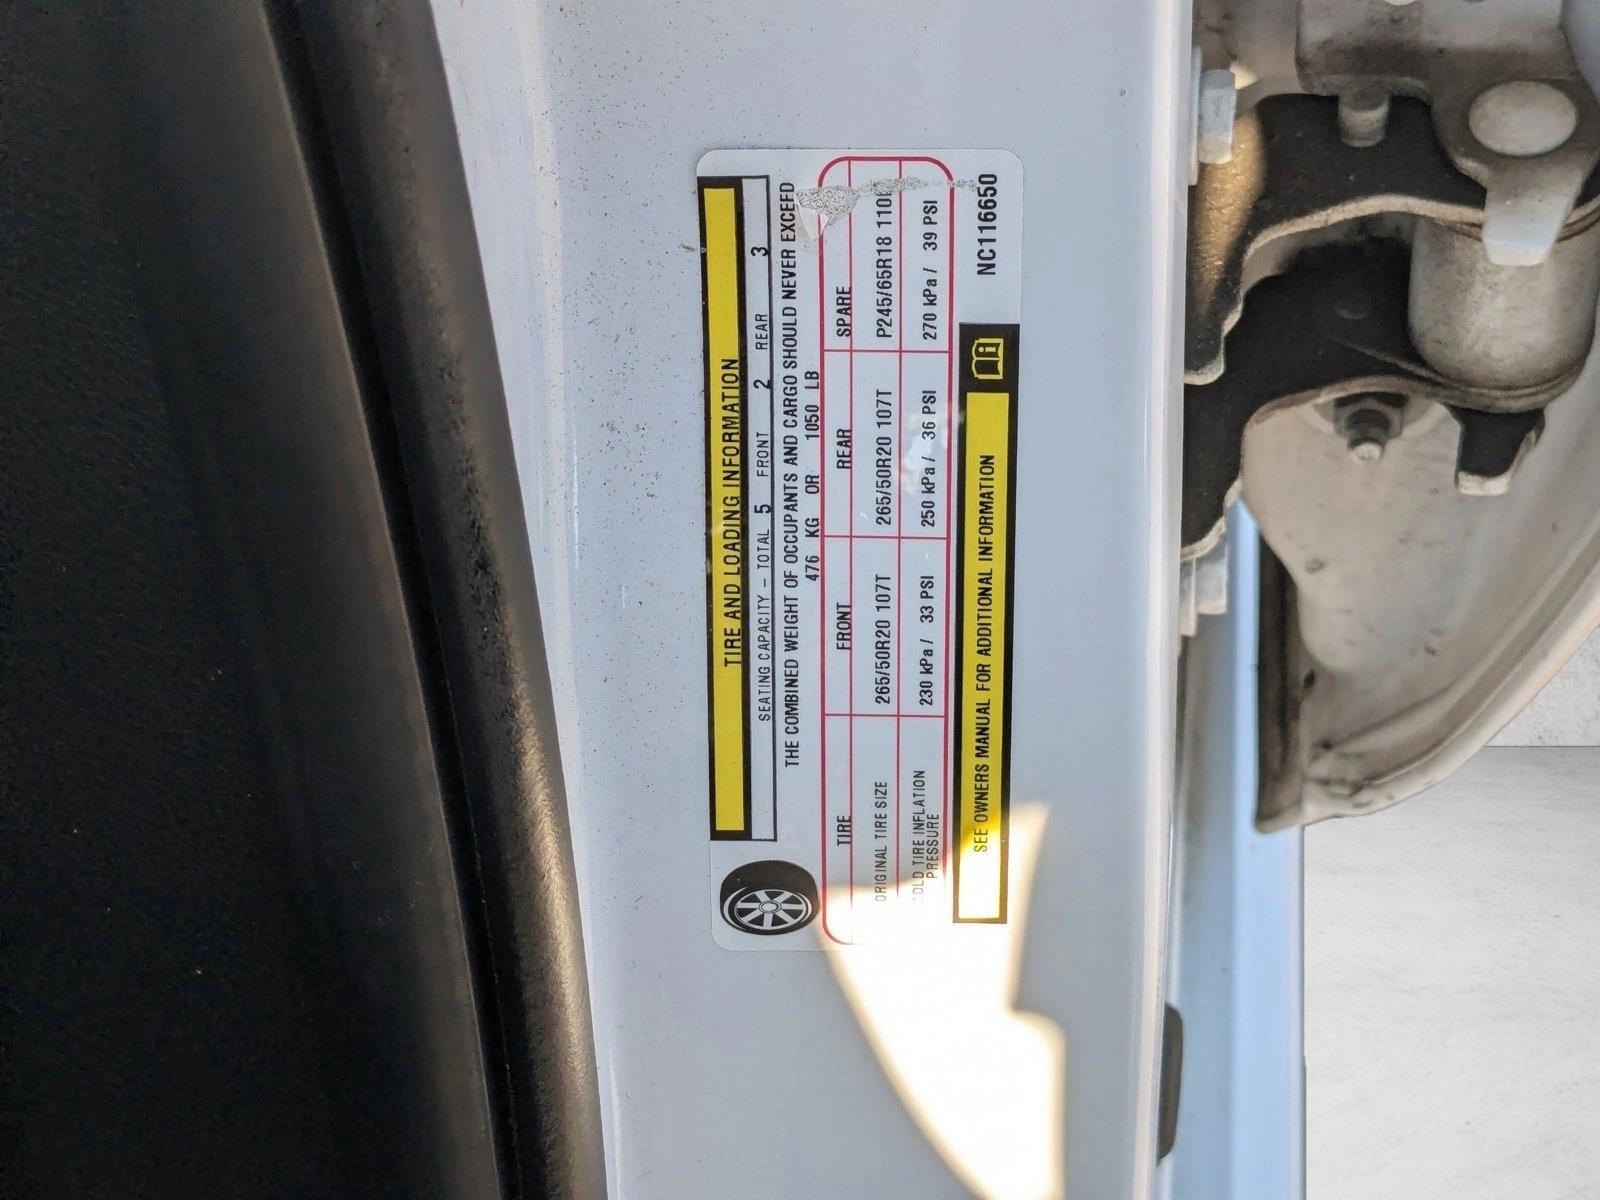 TIRE AND LOADING INFORMATION
SEATING CAPACITY – TOTAL 5 FRONT 2 REAR 3
THE COMBINED WEIGHT OF OCCUPANTS AND CARGO SHOULD NEVER EXCEED
476 KG OR 1050 LB
TIRE FRONT REAR SPARE
ORIGINAL TIRE SIZE 265/50R20 107T 265/50R20 107T P245/65R18
COLD TIRE INFLATION PRESSURE 230 kPa / 33 PSI 250 kPa / 36 PSI 270 kPa / 39 PSI
SEE OWNERS MANUAL FOR ADDITIONAL INFORMATION
NC116650